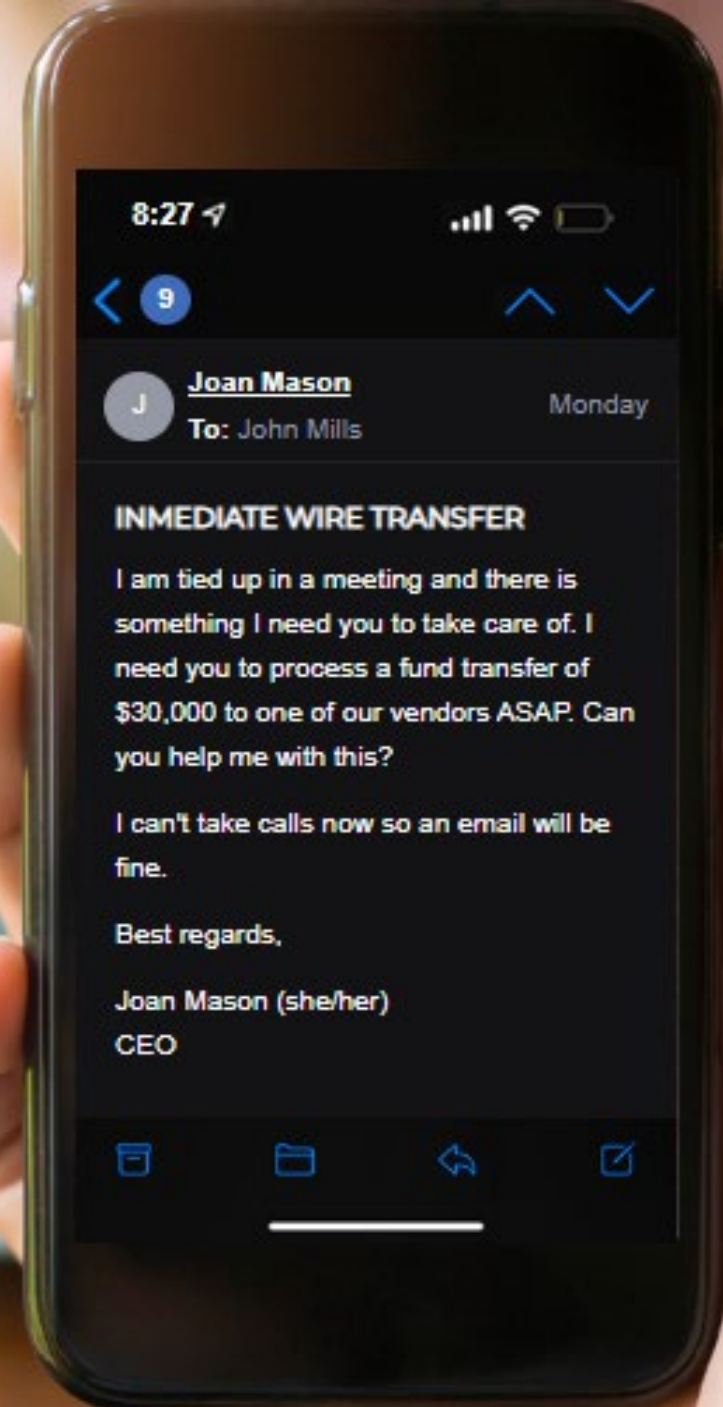 8:27
9
J
Joan Mason
To: John Mills
Monday
INMEDIATE WIRE TRANSFER
I am tied up in a meeting and there is
something I need you to take care of. I
need you to process a fund transfer of
$30,000 to one of our vendors ASAP. Can
you help me with this?
I can't take calls now so an email will be
fine.
Best regards,
Joan Mason (she/her)
CEO